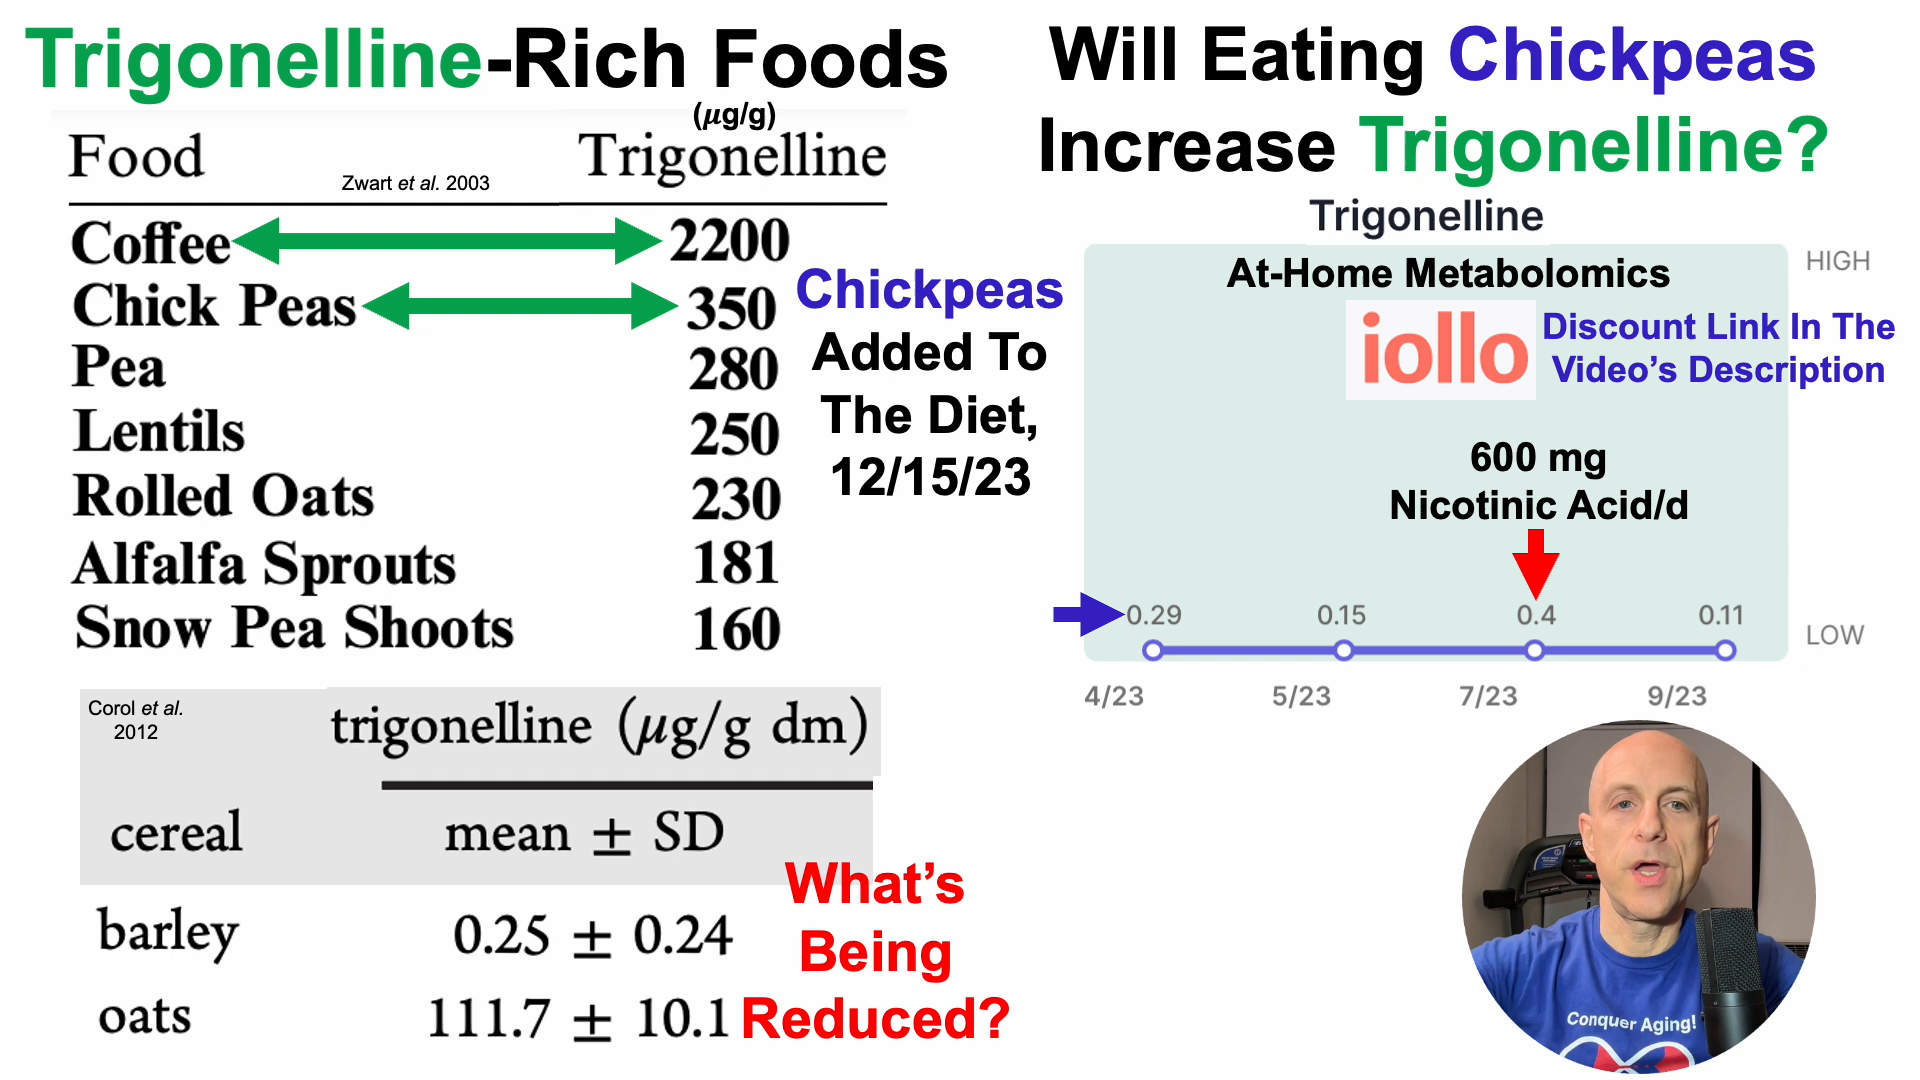 Trigonelline-Rich Foods
(μg/g)
Food Trigonelline
Zwart et al. 2003
Coffee 2200
Chick Peas 350
Pea 280
Lentils 250
Rolled Oats 230
Alfalfa Sprouts 181
Snow Pea Shoots 160
Chickpeas
Added To
The Diet,
12/15/23
Corol et al.
2012
trigonelline (μg/g dm)
cereal mean ± SD
barley 0.25 ± 0.24
oats 111.7 ± 10.1
What's
Being
Reduced?
Will Eating Chickpeas
Increase Trigonelline?
Trigonelline
At-Home Metabolomics
iollo
Discount Link In The
Video's Description
HIGH
600 mg
Nicotinic Acid/d
0.29 0.15 0.4 0.11
LOW
4/23 5/23 7/23 9/23
Conquer Aging!